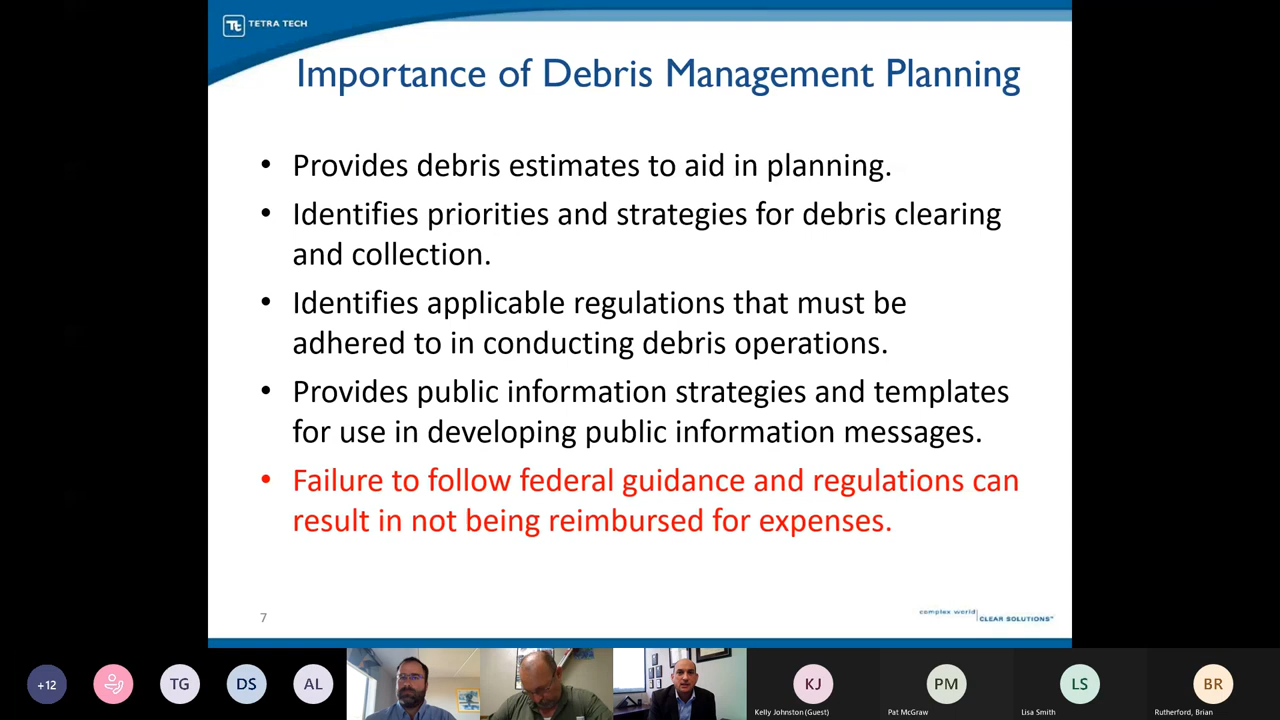 TETRA TECH
Importance of Debris Management Planning
• Provides debris estimates to aid in planning.
• Identifies priorities and strategies for debris clearing
and collection.
• Identifies applicable regulations that must be
adhered to in conducting debris operations.
• Provides public information strategies and templates
for use in developing public information messages.
• Failure to follow federal guidance and regulations can
result in not being reimbursed for expenses.
7
complex world
CLEAR SOLUTIONS™
+12
TG
DS
AL
KJ
PM
LS
BR
Kelly Johnston (Guest)
Pat McGraw
Lisa Smith
Rutherford, Brian